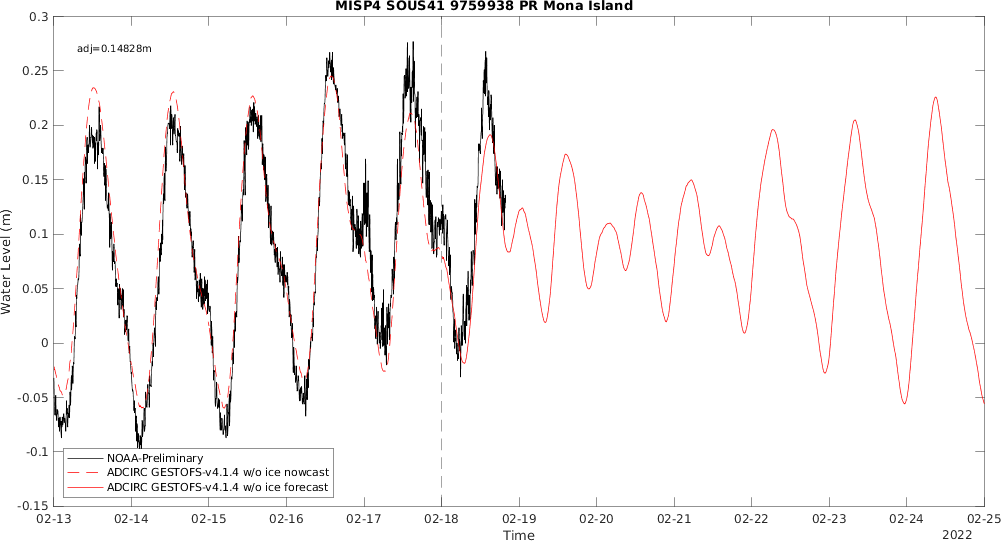 MISP4 SOUS41 9759938 PR Mona Island
adj=0.14828m
Water Level (m)
0.3
0.25
0.2
0.15
0.1
0.05
0
-0.05
-0.1
-0.15
NOAA-Preliminary
ADCIRC GESTOFS-v4.1.4 w/o ice nowcast
ADCIRC GESTOFS-v4.1.4 w/o ice forecast
02-13 02-14 02-15 02-16 02-17 02-18 02-19 02-20 02-21 02-22 02-23 02-24 02-25
Time
2022